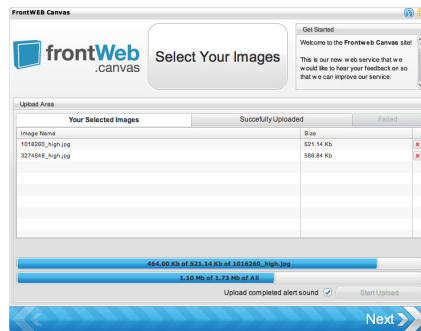 FrontWEB Canvas
frontWeb
.canvas
Select Your Images
Get Started
Welcome to the Frontweb Canvas site!
This is our new web service that we
would like to hear your feedback on so
that we can improve our service:
Upload Area
Your Selected Images
Succefully Uploaded
Failed
Image Name
Size
1016260_high.jpg
521.14 Kb
3274848_high.jpg
586.84 Kb
464.00 Kb of 521.14 Kb of 1016260_high.jpg
1.10 Mb of 1.73 Mb of All
Upload completed alert sound
Start Upload
Next